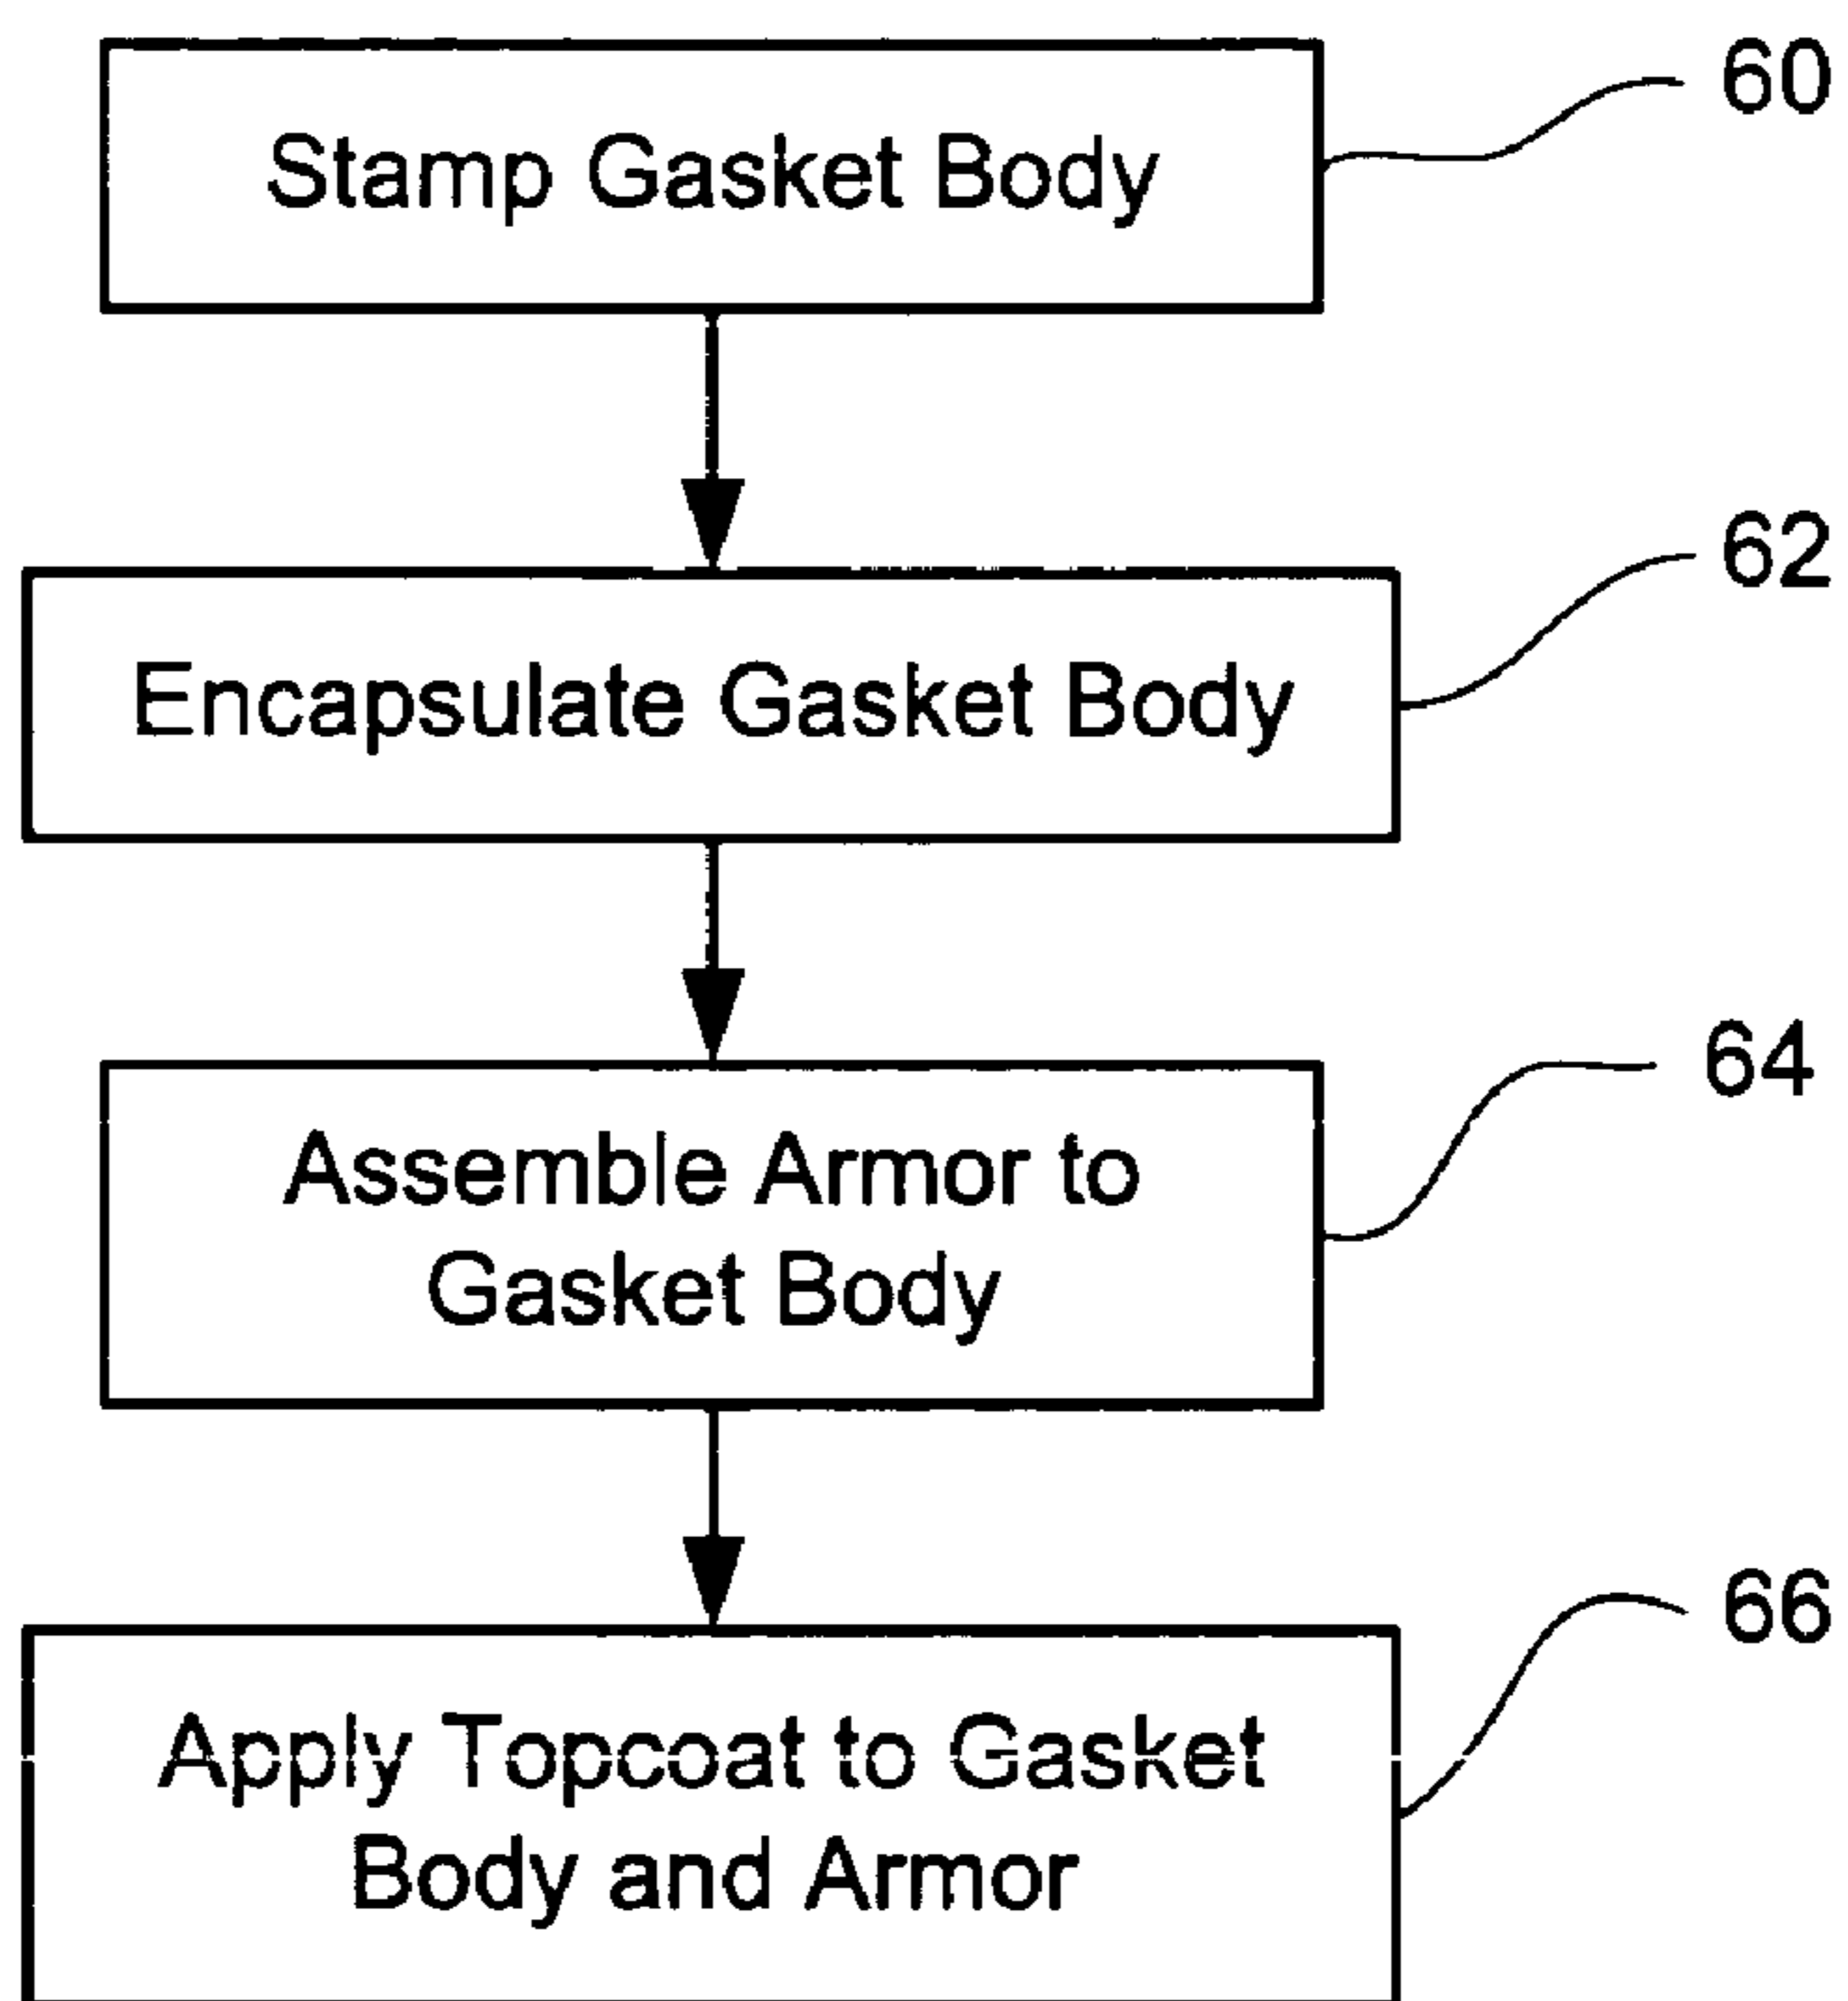 60
Stamp Gasket Body
62
Encapsulate Gasket Body
64
Assemble Armor to
Gasket Body
66
Apply Topcoat to Gasket
Body and Armor